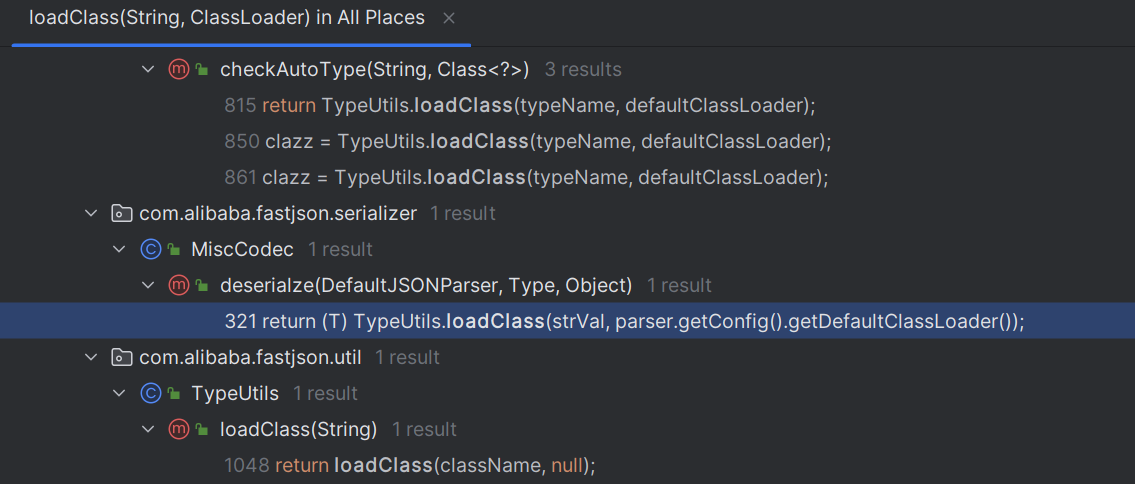 loadClass(String, ClassLoader) in All Places
checkAutoType(String, Class<?>) 3 results
815 return TypeUtils.loadClass(typeName, defaultClassLoader);
850 clazz = TypeUtils.loadClass(typeName, defaultClassLoader);
861 clazz = TypeUtils.loadClass(typeName, defaultClassLoader);
com.alibaba.fastjson.serializer 1 result
MiscCodec 1 result
deserialze(DefaultJSONParser, Type, Object) 1 result
321 return (T) TypeUtils.loadClass(strVal, parser.getConfig().getDefaultClassLoader());
com.alibaba.fastjson.util 1 result
TypeUtils 1 result
loadClass(String) 1 result
1048 return loadClass(className, null);